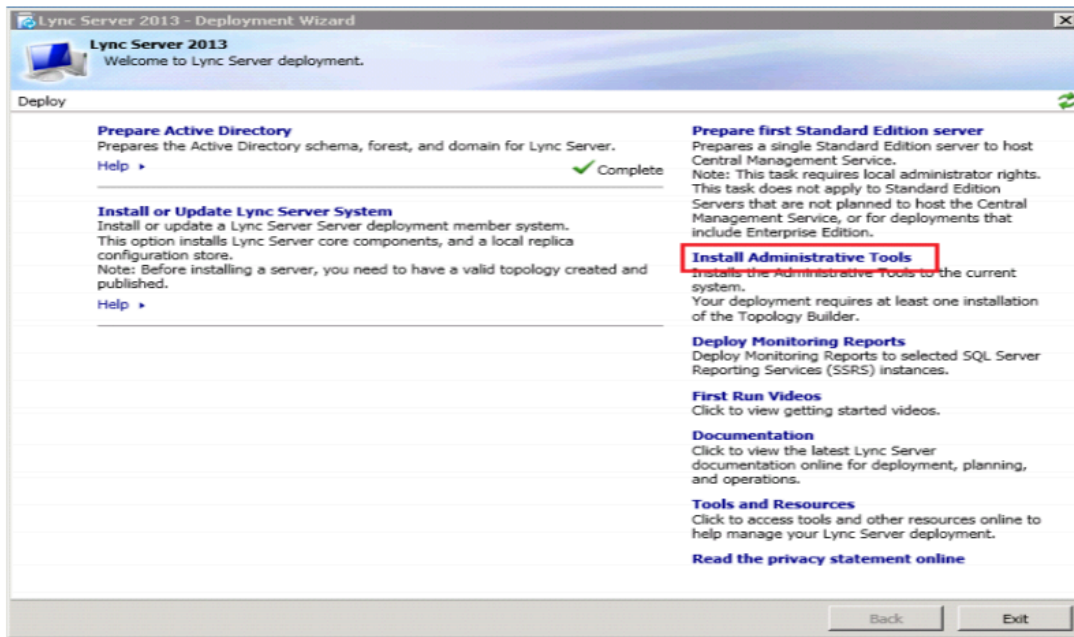 Lync Server 2013 - Deployment Wizard
Lync Server 2013
Welcome to Lync Server deployment.
Deploy
Prepare Active Directory
Prepares the Active Directory schema, forest, and domain for Lync Server.
Help
Complete
Install or Update Lync Server System
Install or update a Lync Server Server deployment member system.
This option installs Lync Server core components, and a local replica
configuration store.
Note: Before installing a server, you need to have a valid topology created and
published.
Help
Prepare first Standard Edition server
Prepares a single Standard Edition server to host
Central Management Service.
Note: This task requires local administrator rights.
This task does not apply to Standard Edition
Servers that are not planned to host the Central
Management Service, or for deployments that
include Enterprise Edition.
Install Administrative Tools
Installs the Administrative Tools to the current
system.
Your deployment requires at least one installation
of the Topology Builder.
Deploy Monitoring Reports
Deploy Monitoring Reports to selected SQL Server
Reporting Services (SSRS) instances.
First Run Videos
Click to view getting started videos.
Documentation
Click to view the latest Lync Server
documentation online for deployment, planning,
and operations.
Tools and Resources
Click to access tools and other resources online to
help manage your Lync Server deployment.
Read the privacy statement online
Back
Exit